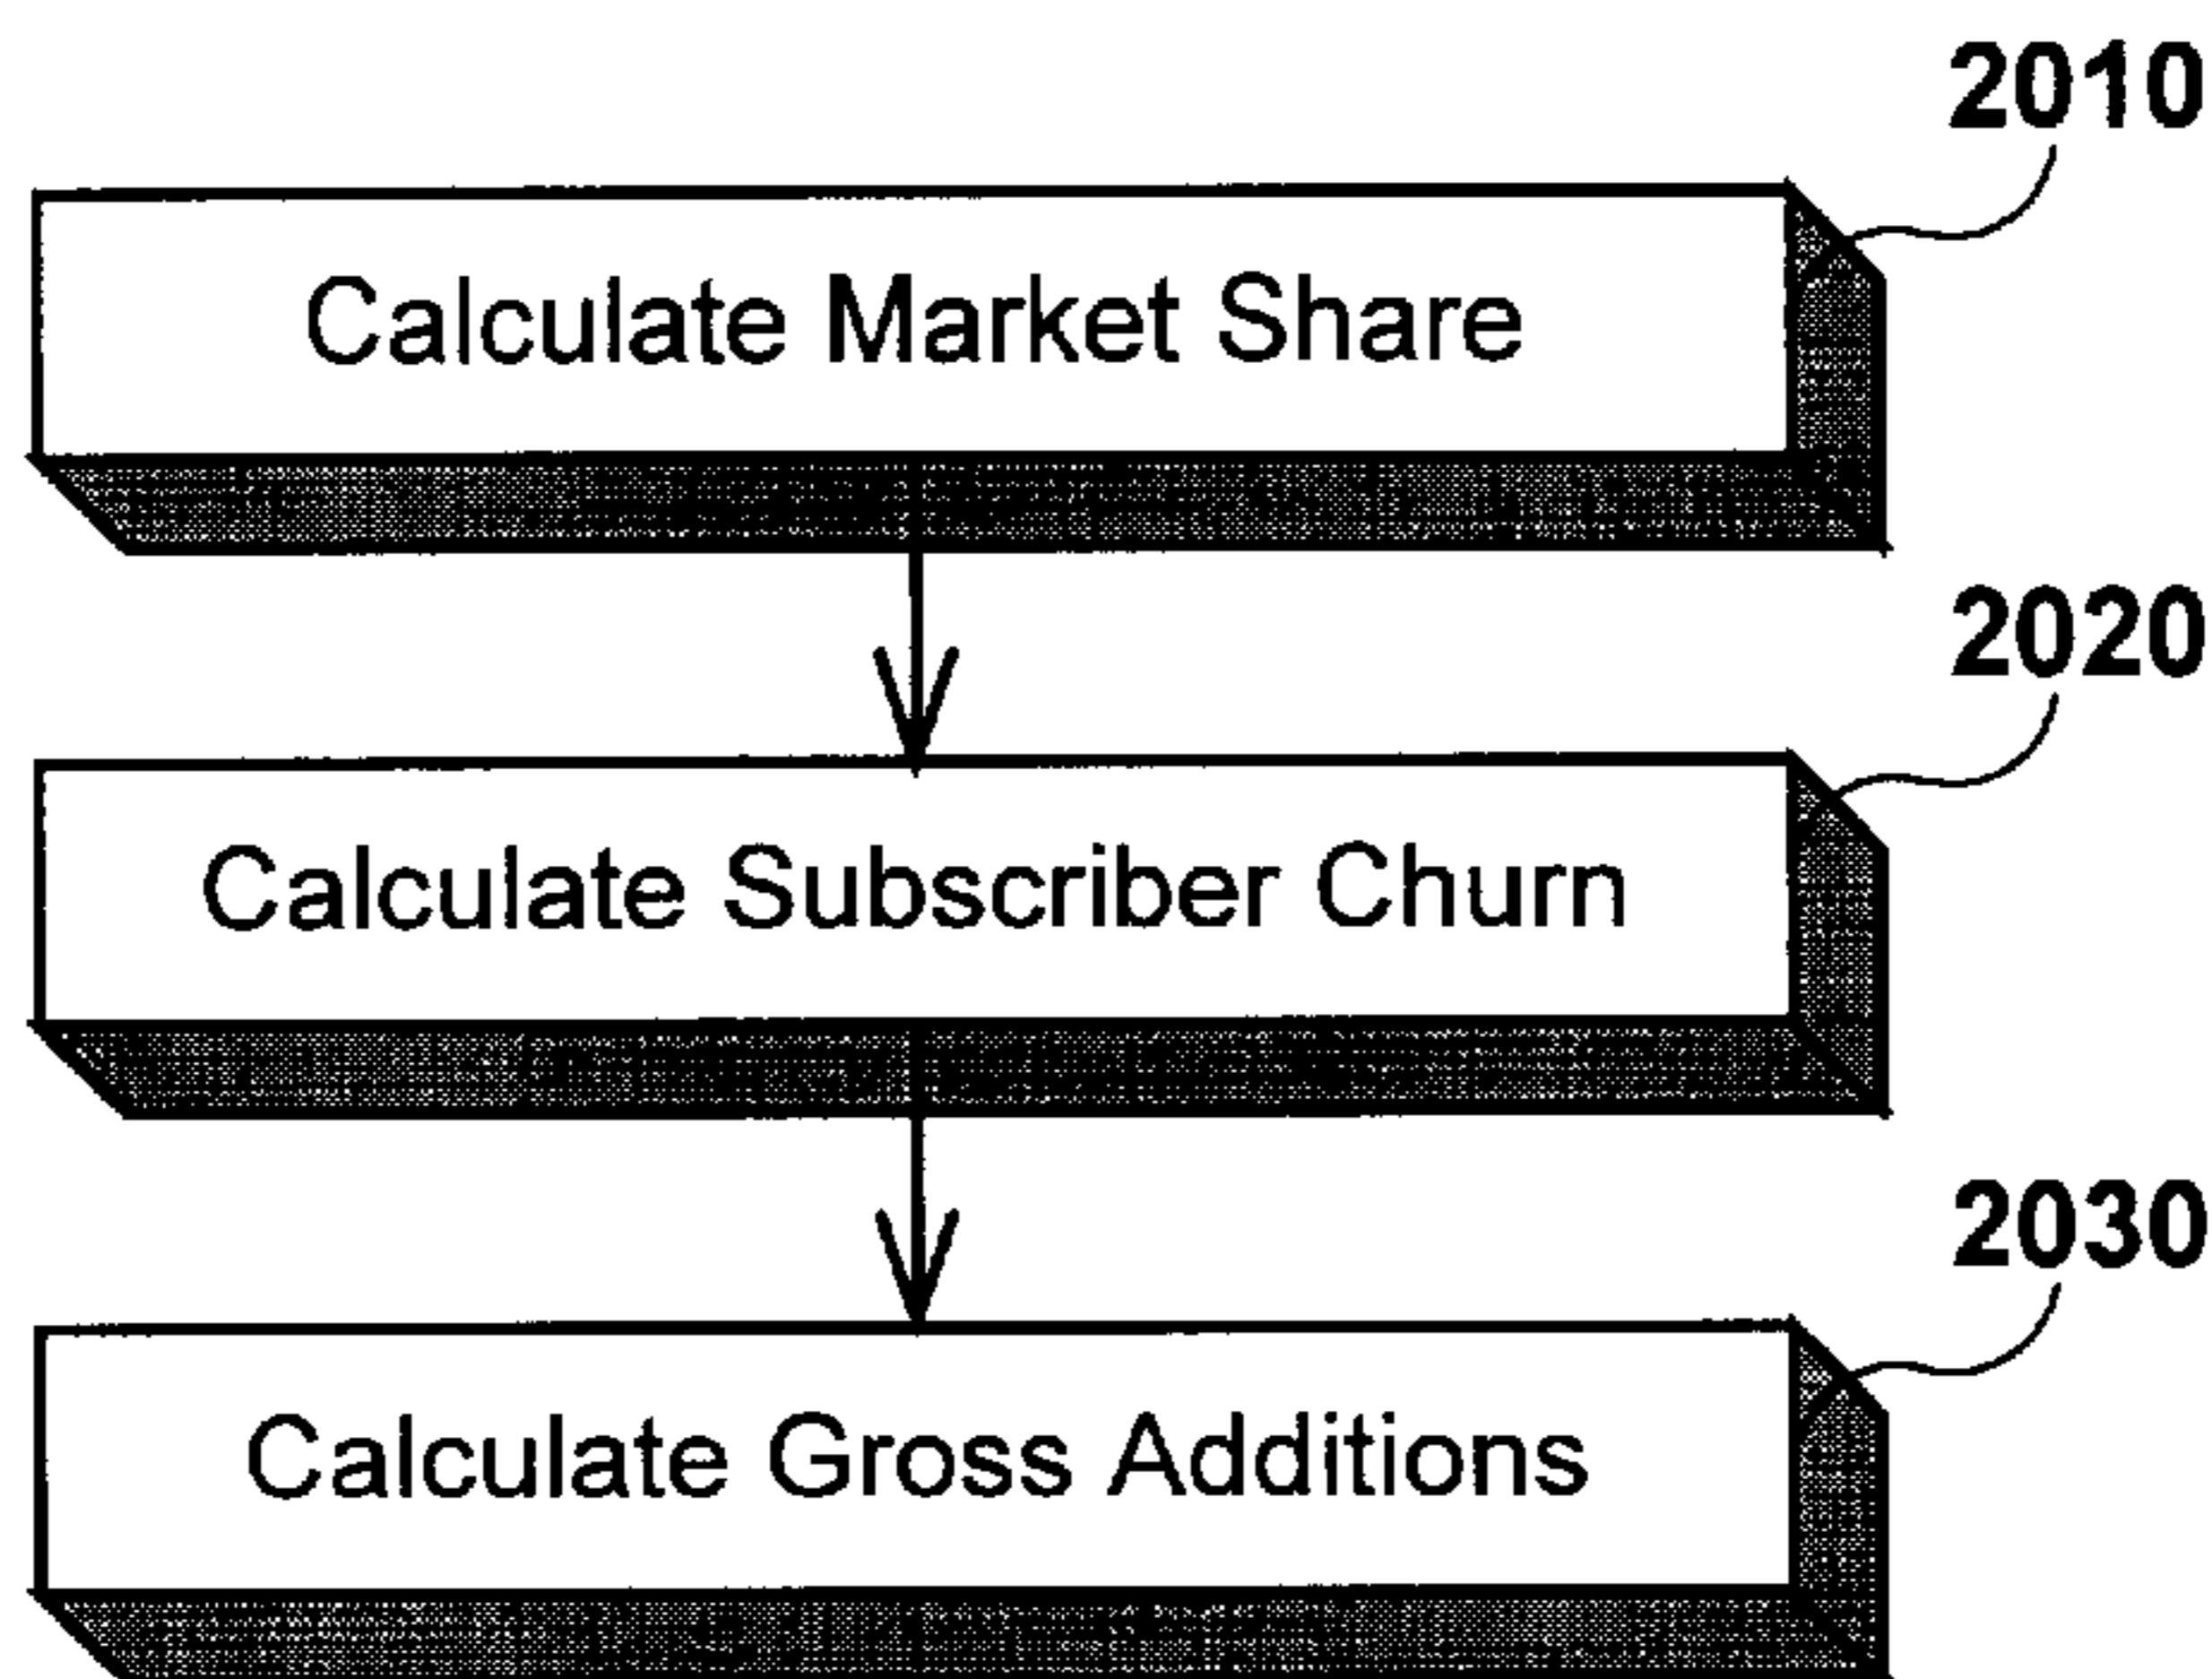 2010
Calculate Market Share
2020
Calculate Subscriber Churn
2030
Calculate Gross Additions